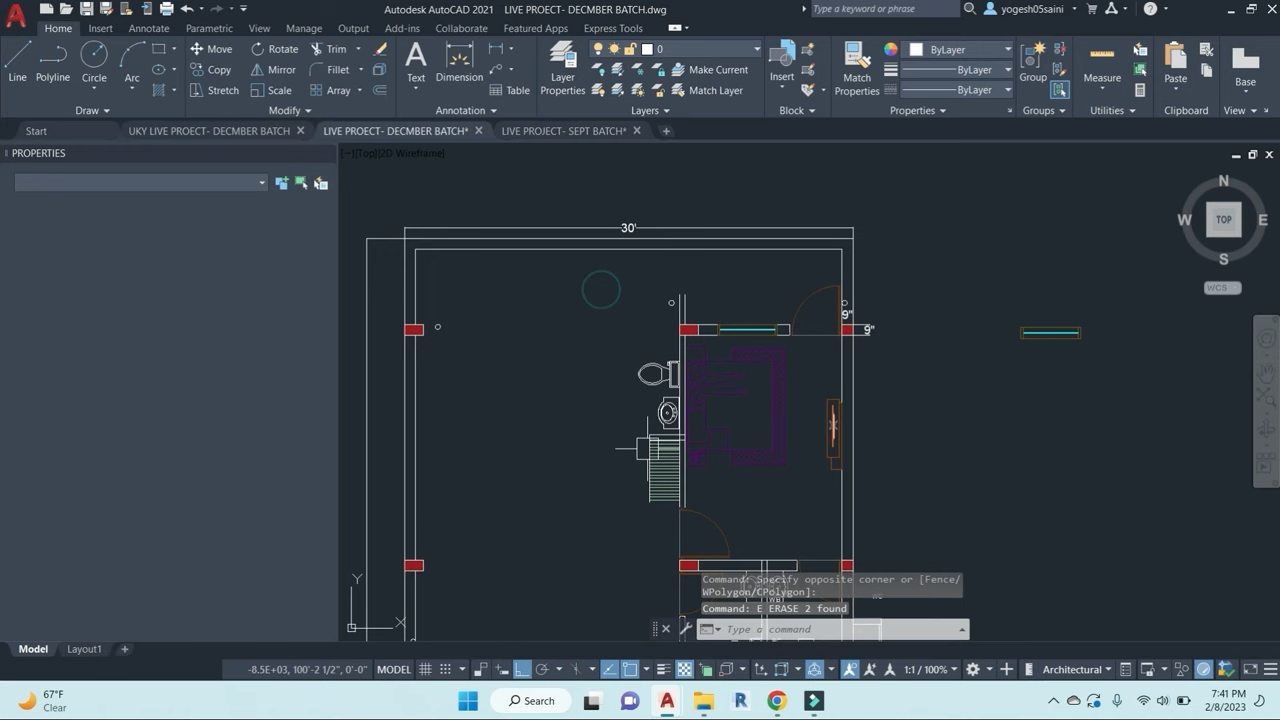 Autodesk AutoCAD 2021 LIVE PROECT- DECMBER BATCH.dwg
Type a keyword or phrase
yogesh05saini
Home Insert Annotate Parametric View Manage Output Add-ins Collaborate Featured Apps Express Tools
Line Polyline Circle Arc
Move Rotate Trim
Copy Mirror Fillet
Stretch Scale Array
Text Dimension Table
Layer Properties
0
Make Current
Match Layer
Insert
Match Properties
ByLayer
ByLayer
ByLayer
Group
Measure
Paste
Base
Draw Modify Annotation Layers Block Properties Groups Utilities Clipboard View
Start UKY LIVE PROJECT- DECMBER BATCH LIVE PROECT- DECMBER BATCH* LIVE PROJECT- SEPT BATCH*
PROPERTIES
[−][Top][2D Wireframe]
N
W TOP E
S
WCS
30'
9"
9"
Y
X
Command: Specify opposite corner or [Fence/
WPolygon/CPolygon]:
Command: E ERASE 2 found
Type a command
Model Layout1
-8.5E+03, 100'-2 1/2", 0'-0" MODEL 1:1 / 100% Architectural
67°F
Clear
Search
7:41 PM
2/8/2023